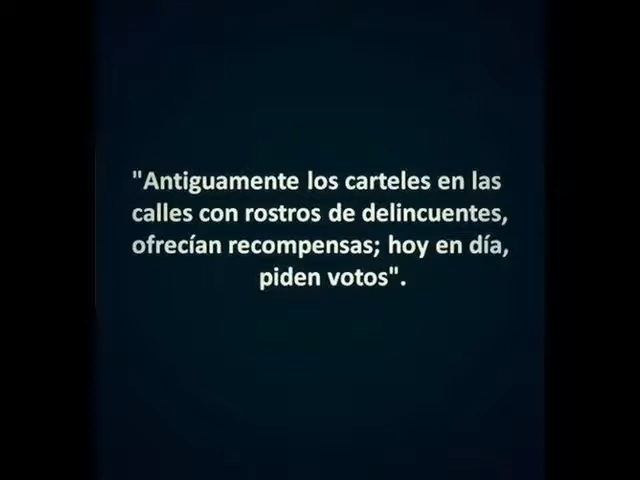 "Antiguamente los carteles en las
calles con rostros de delincuentes,
ofrecían recompensas; hoy en día,
piden votos".